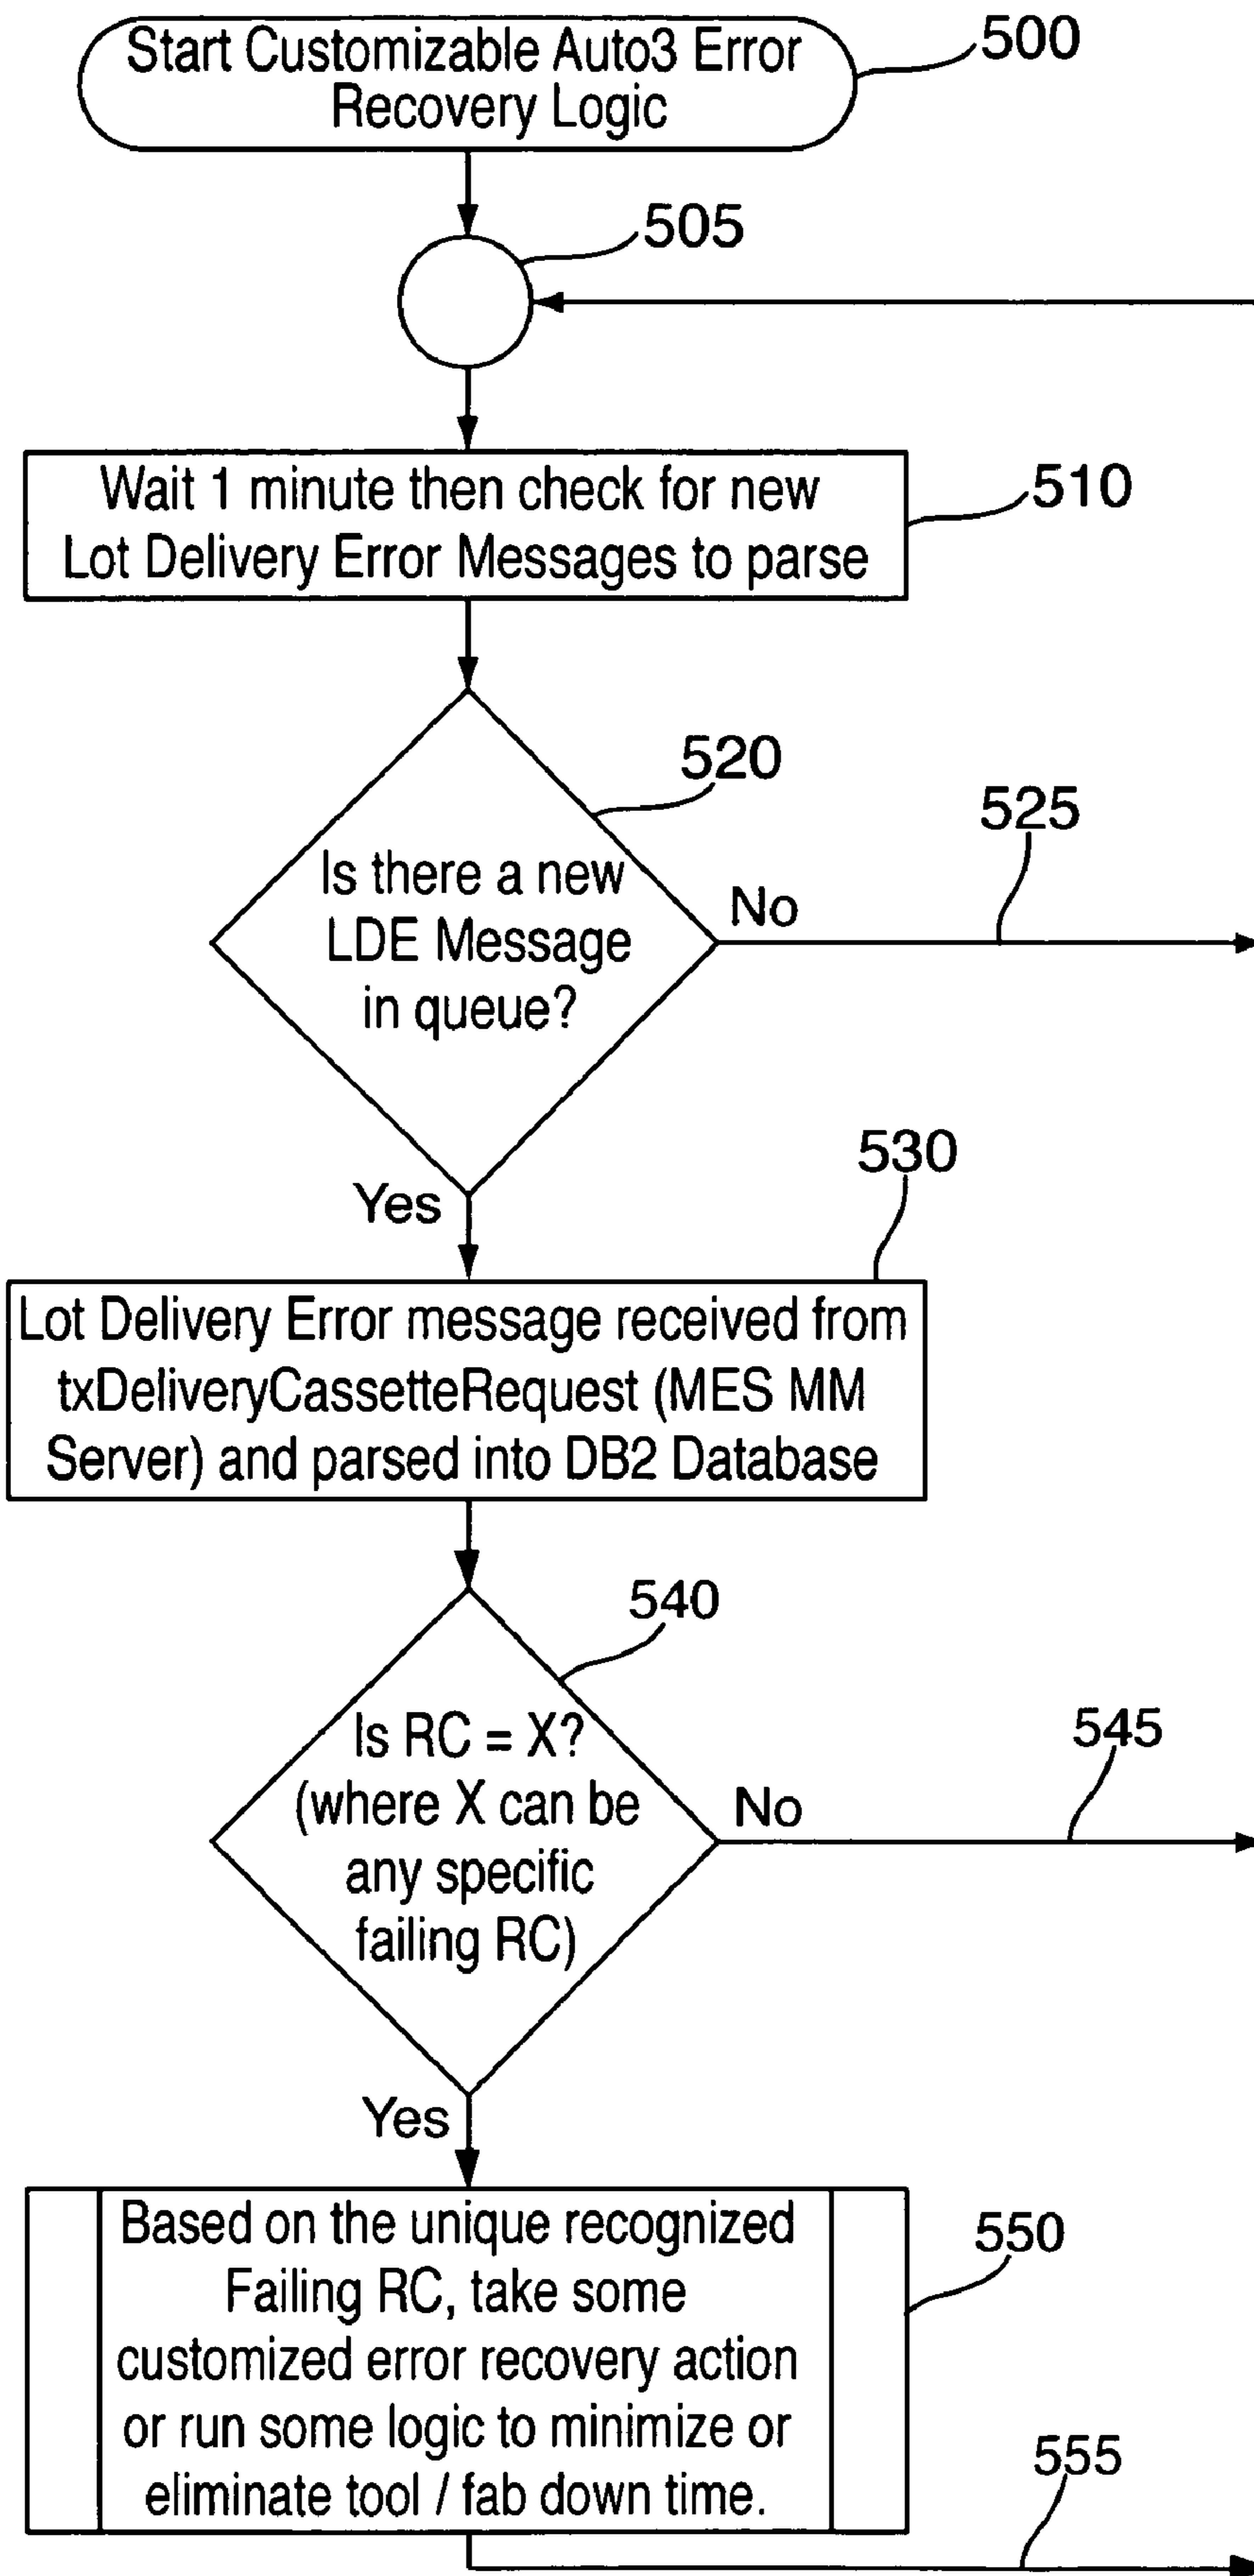 Start Customizable Auto3 Error
Recovery Logic
500
505
Wait 1 minute then check for new
Lot Delivery Error Messages to parse
510
520
Is there a new
LDE Message
in queue?
No
525
Yes
530
Lot Delivery Error message received from
txDeliveryCassetteRequest (MES MM
Server) and parsed into DB2 Database
540
Is RC = X?
(where X can be
any specific
failing RC)
No
545
Yes
Based on the unique recognized
Failing RC, take some
customized error recovery action
or run some logic to minimize or
eliminate tool / fab down time.
550
555